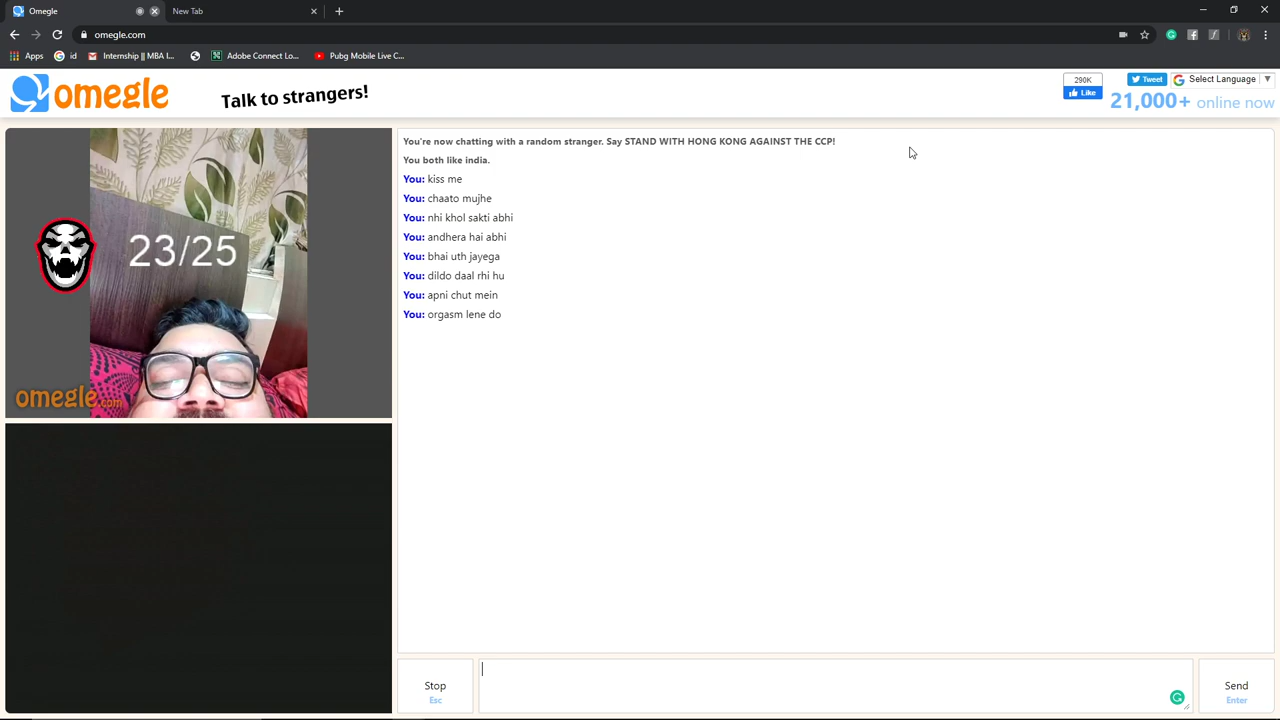 Omegle
New Tab
omegle.com
Apps
id
Internship || MBA I...
Adobe Connect Lo...
Pubg Mobile Live C...
omegle
Talk to strangers!
290K
Like
Tweet
Select Language
21,000+ online now
23/25
omegle.com
You're now chatting with a random stranger. Say STAND WITH HONG KONG AGAINST THE CCP!
You both like india.
You: kiss me
You: chaato mujhe
You: nhi khol sakti abhi
You: andhera hai abhi
You: bhai uth jayega
You: dildo daal rhi hu
You: apni chut mein
You: orgasm lene do
Stop
Esc
Send
Enter